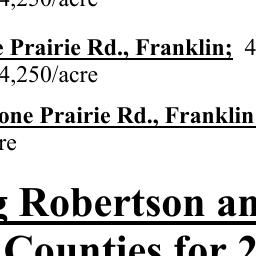 4,250/acre
e Prairie Rd., Franklin; 4
4,250/acre
one Prairie Rd., Franklin
re
g Robertson an
Counties for 2